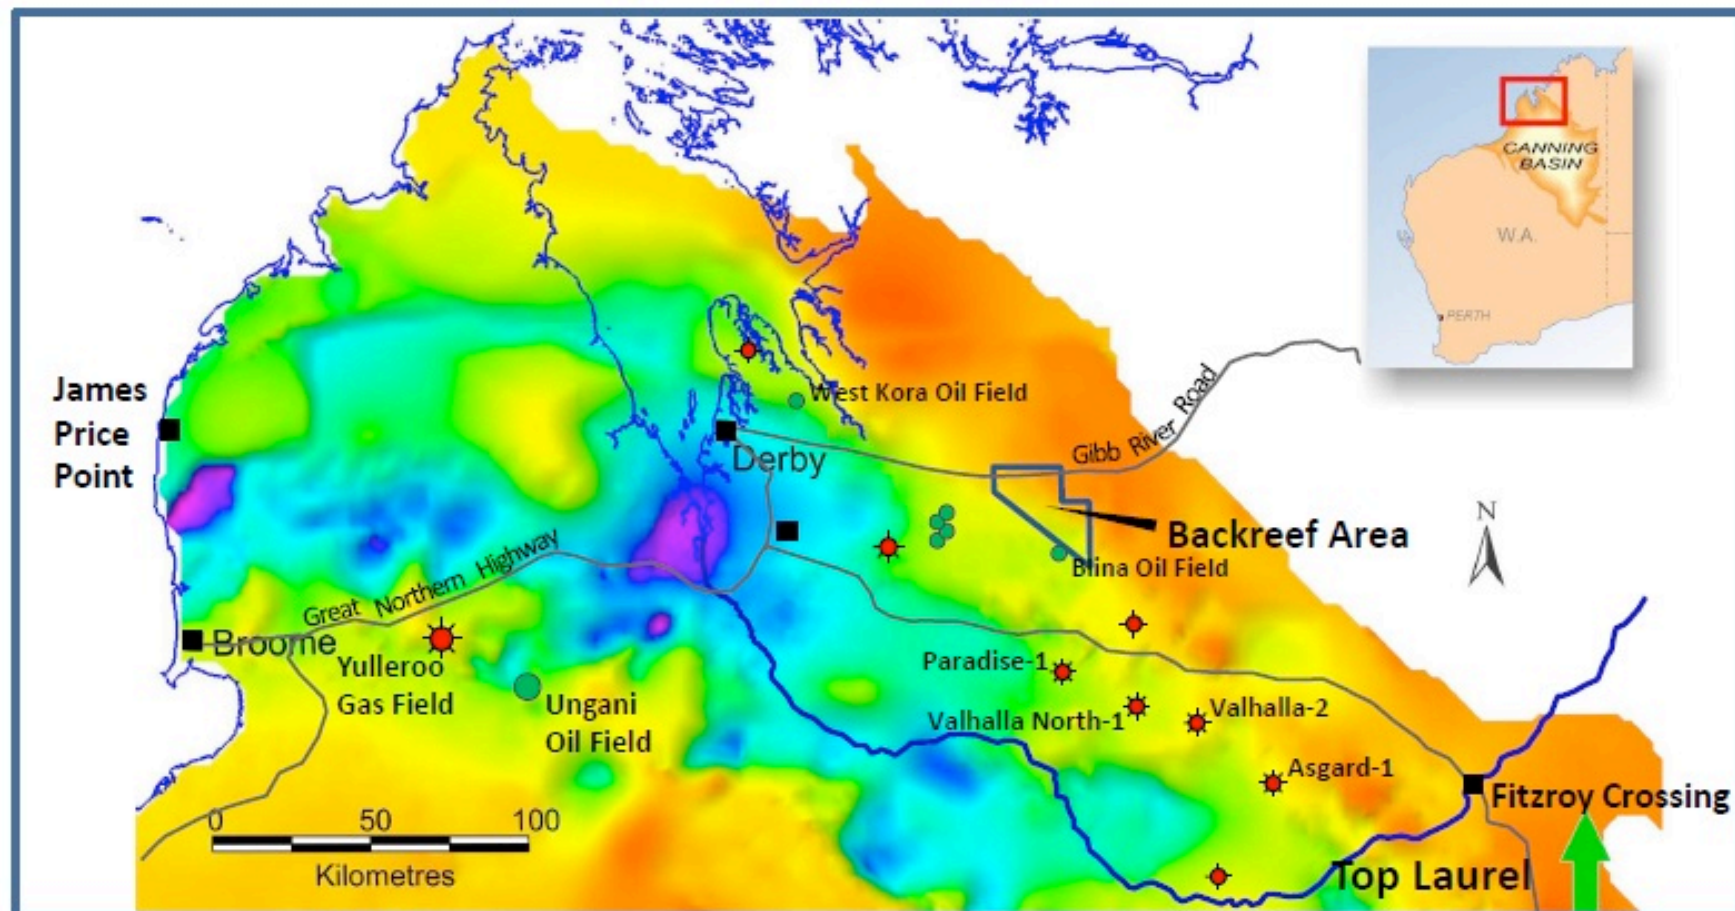 CANNING
BASIN
W.A.
PERTH
James
Price
Point
West Kora Oil Field
Gibb River Road
Derby
N
Backreef Area
Blina Oil Field
Great Northern Highway
Broome
Yulleroo
Gas Field
Ungani
Oil Field
Paradise-1
Valhalla North-1
Valhalla-2
Asgard-1
Fitzroy Crossing
0 50 100
Kilometres
Top Laurel